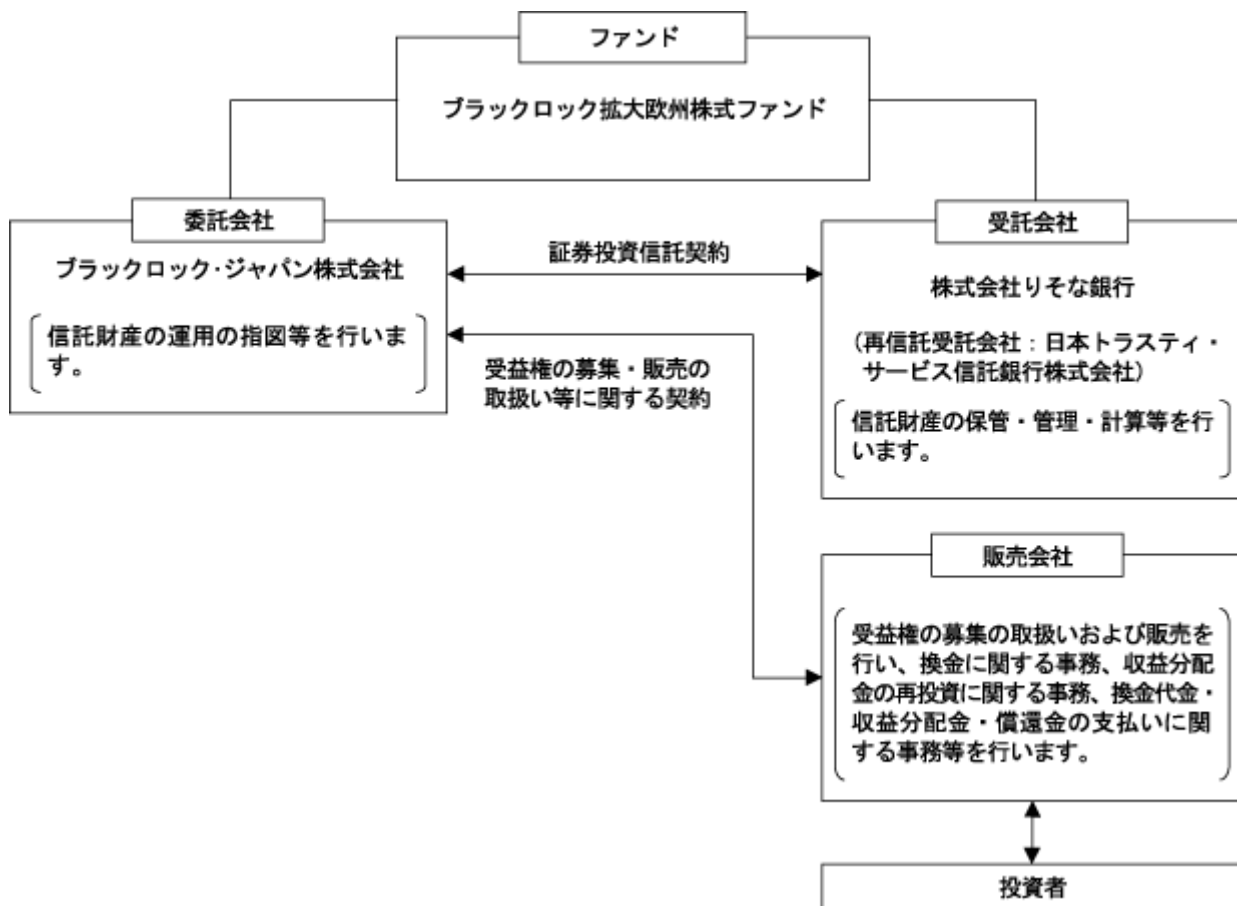 ファンド
ブラックロック拡大欧州株式ファンド
委託会社
ブラックロック・ジャパン株式会社
信託財産の運用の指図等を行いま
す。
証券投資信託契約
受益権の募集・販売の
取扱い等に関する契約
受託会社
株式会社りそな銀行
(再信託受託会社:日本トラスティ・
サービス信託銀行株式会社)
信託財産の保管・管理・計算等を行
います。
販売会社
受益権の募集の取扱いおよび販売を
行い、換金に関する事務、収益分配
金の再投資に関する事務、換金代金・
収益分配金・償還金の支払いに関
する事務等を行います。
投資者